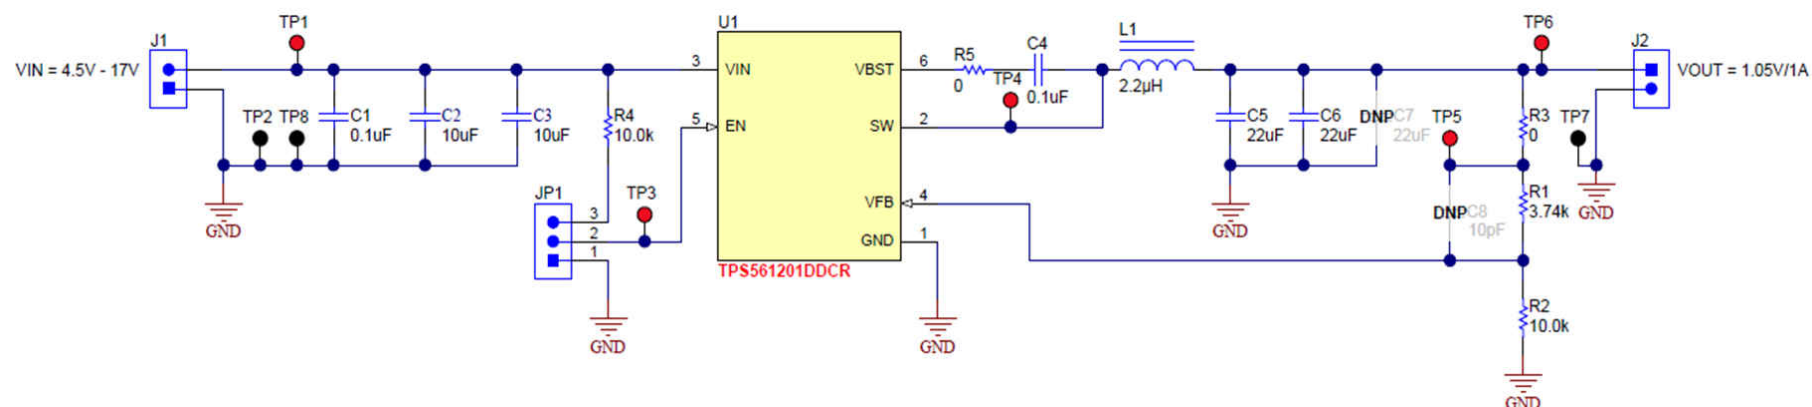 TP1
U1
L1
TP6
J1
J2
VIN = 4.5V - 17V
3
VIN
VBST
6
R5
0
C4
0.1uF
TP4
2.2µH
VOUT = 1.05V/1A
TP2
TP8
C1
0.1uF
C2
10uF
C3
10uF
R4
10.0k
5
EN
SW
2
C5
22uF
C6
22uF
DNP
C7
22uF
TP5
R3
0
TP7
GND
JP1
3
2
1
TP3
VFB
4
GND
1
TPS561201DDCR
GND
DNP
C8
10pF
R1
3.74k
GND
GND
GND
R2
10.0k
GND